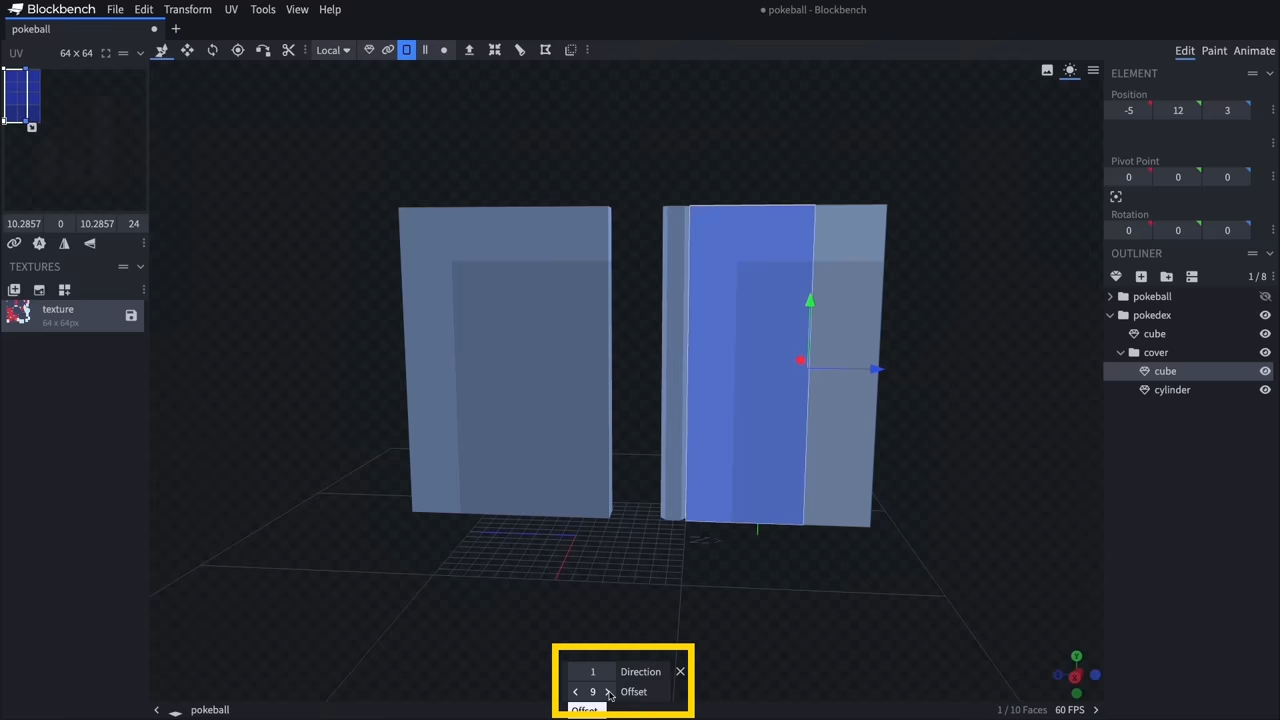 Blockbench File Edit Transform UV Tools View Help
pokeball - Blockbench
pokeball
UV 64 x 64
Local
Edit Paint Animate
ELEMENT
Position
-5 12 3
Pivot Point
0 0 0
Rotation
0 0 0
10.2857 0 10.2857 24
TEXTURES
texture
64 x 64px
OUTLINER
1 / 8
pokeball
pokedex
cube
cover
cube
cylinder
1 Direction
9 Offset
Offset
pokeball
1 / 10 Faces 60 FPS
Y